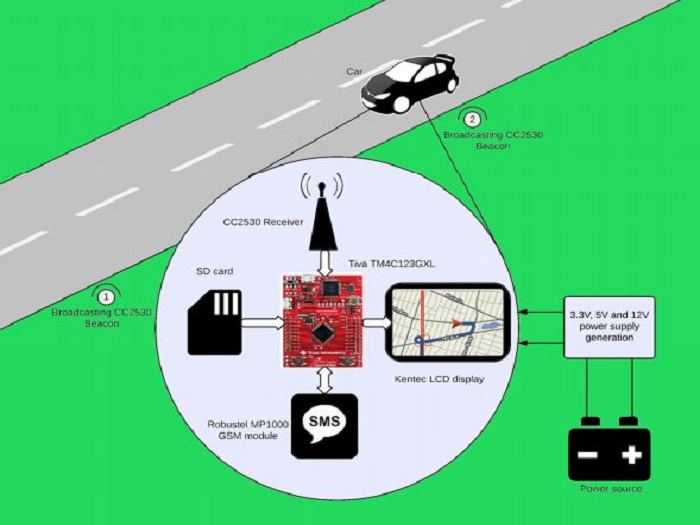 Car
2
Broadcasting CC2530
Beacon
CC2530 Receiver
Tiva TM4C123GXL
SD card
1
Broadcasting CC2530
Beacon
3.3V, 5V and 12V
power supply
generation
Kentec LCD display
Robustel MP1000
GSM module
SMS
Power source